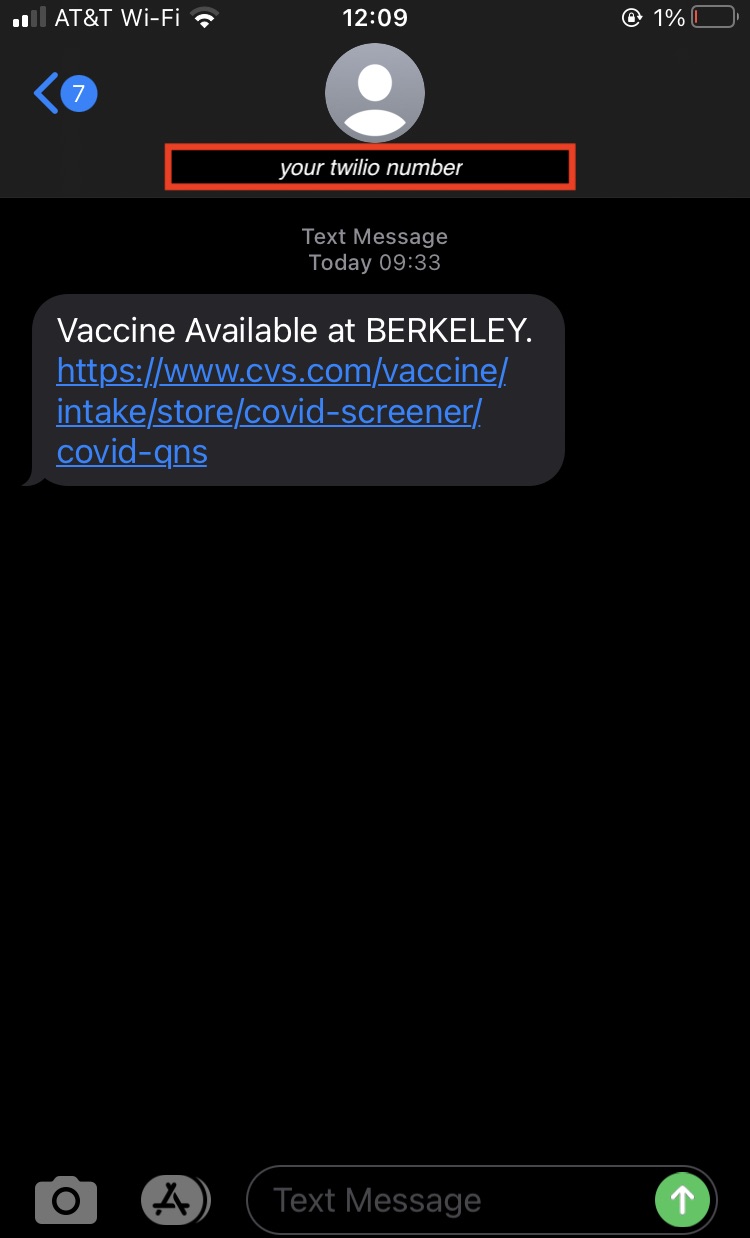 AT&T Wi-Fi 12:09 1%
7
your twilio number
Text Message
Today 09:33
Vaccine Available at BERKELEY.
https://www.cvs.com/vaccine/
intake/store/covid-screener/
covid-qns
Text Message